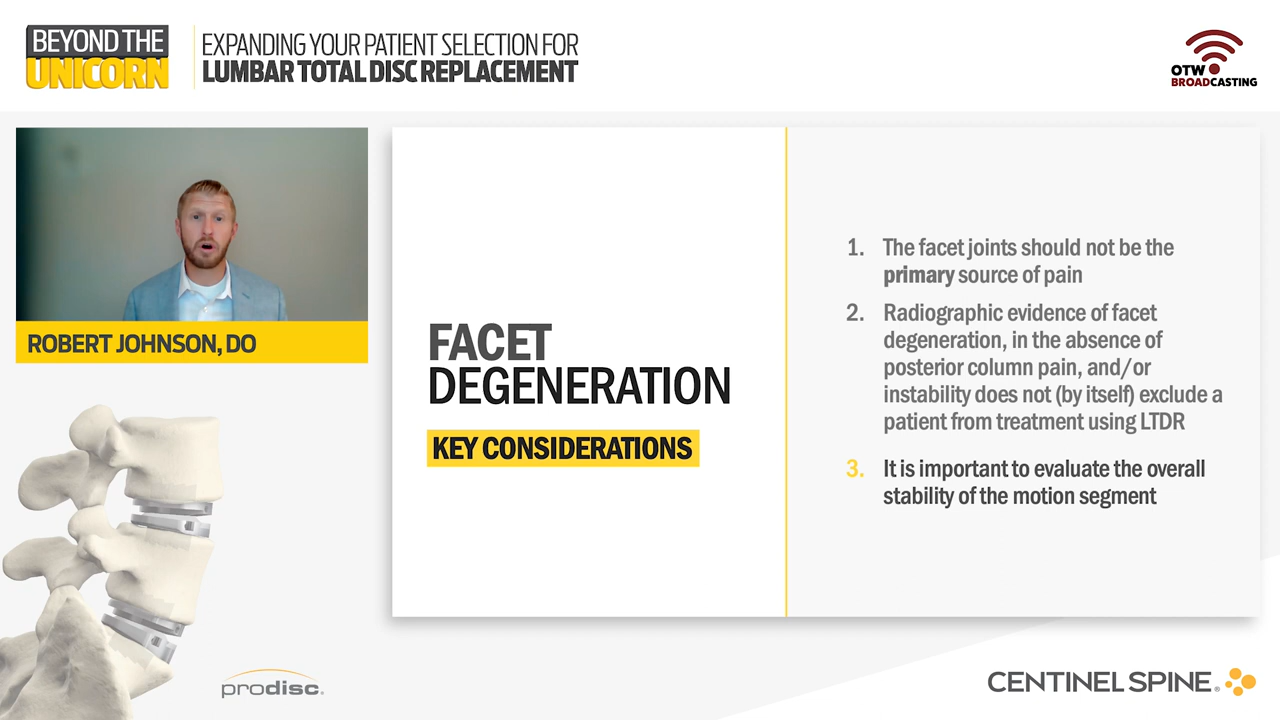 BEYOND THE
UNICORN
EXPANDING YOUR PATIENT SELECTION FOR
LUMBAR TOTAL DISC REPLACEMENT
OTW
BROADCASTING
ROBERT JOHNSON, DO
FACET
DEGENERATION
KEY CONSIDERATIONS
1. The facet joints should not be the
primary source of pain
2. Radiographic evidence of facet
degeneration, in the absence of
posterior column pain, and/or
instability does not (by itself) exclude a
patient from treatment using LTDR
3. It is important to evaluate the overall
stability of the motion segment
prodisc®
CENTINEL SPINE®